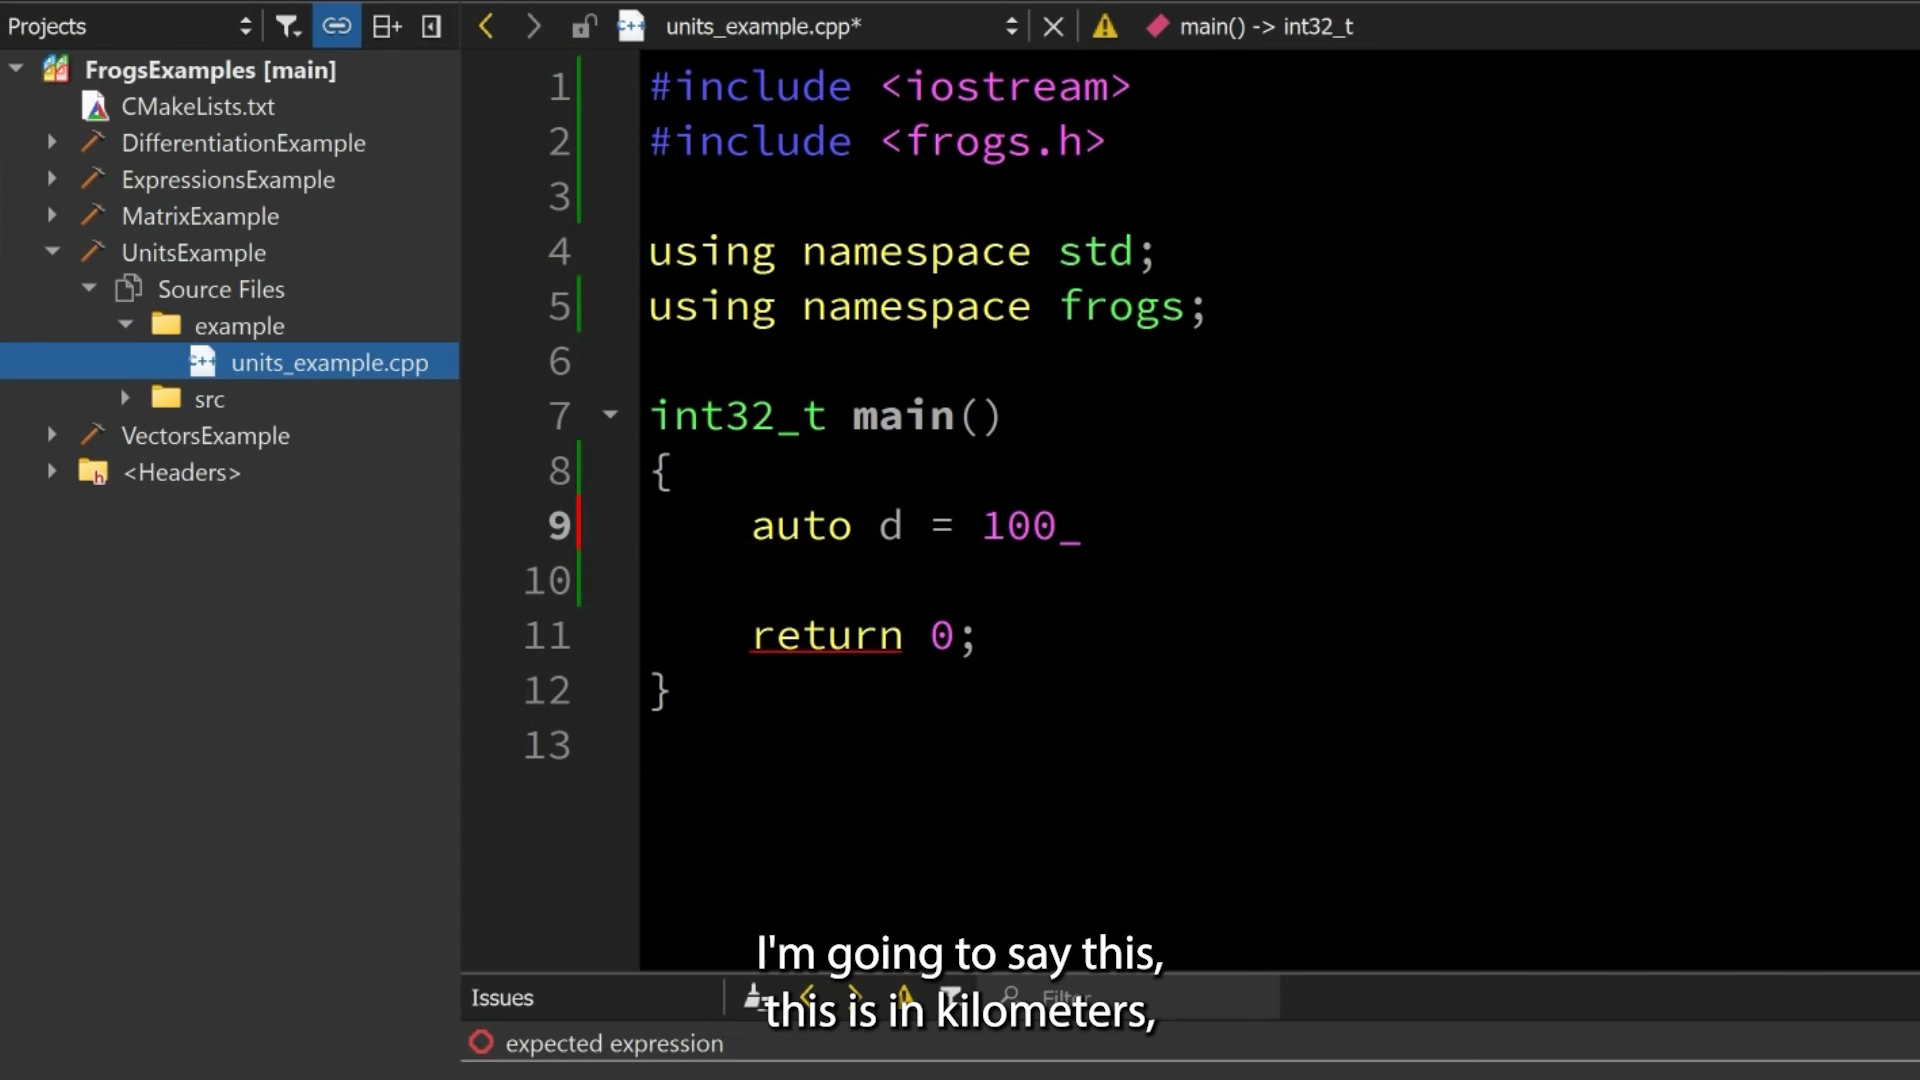 Projects
units_example.cpp*
main() -> int32_t
FrogsExamples [main]
CMakeLists.txt
DifferentiationExample
ExpressionsExample
MatrixExample
UnitsExample
Source Files
example
units_example.cpp
src
VectorsExample
<Headers>
1 #include <iostream>
2 #include <frogs.h>
3
4 using namespace std;
5 using namespace frogs;
6
7 int32_t main()
8 {
9 auto d = 100_
10
11 return 0;
12 }
13
I'm going to say this,
this is in kilometers,
Issues
Filter
expected expression